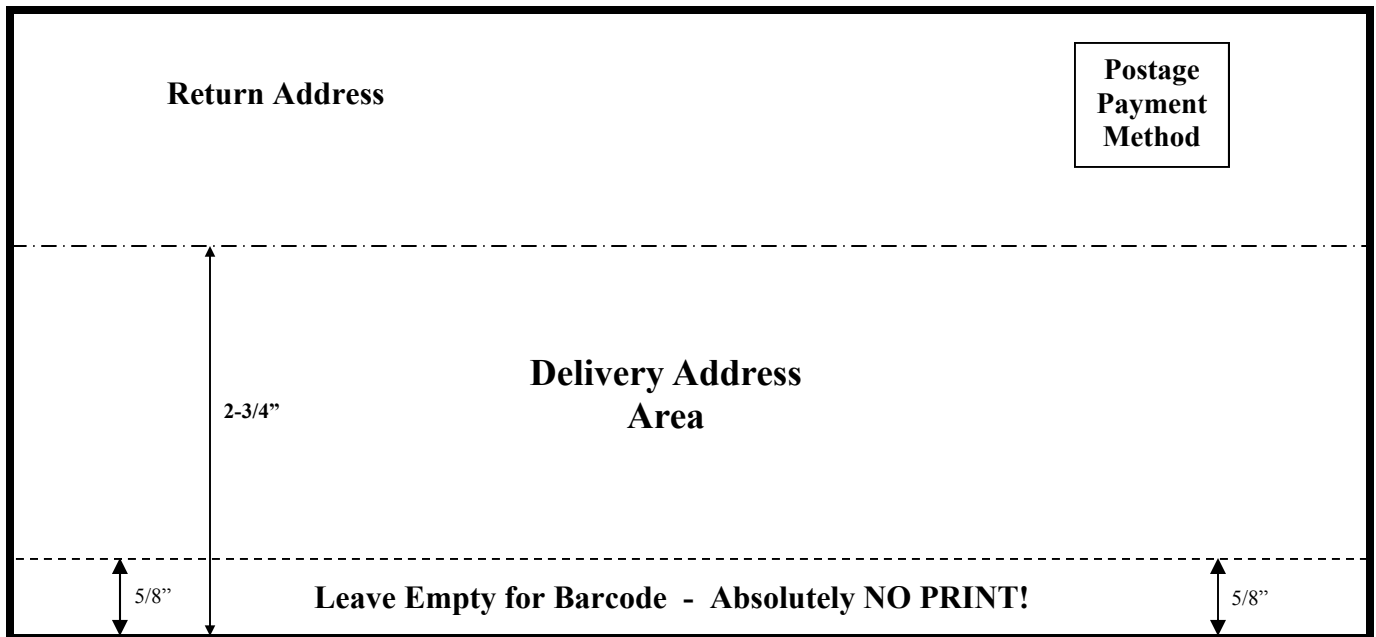 Return Address
Postage
Payment
Method
Delivery Address
Area
2-3/4”
5/8”
Leave Empty for Barcode - Absolutely NO PRINT!
5/8”